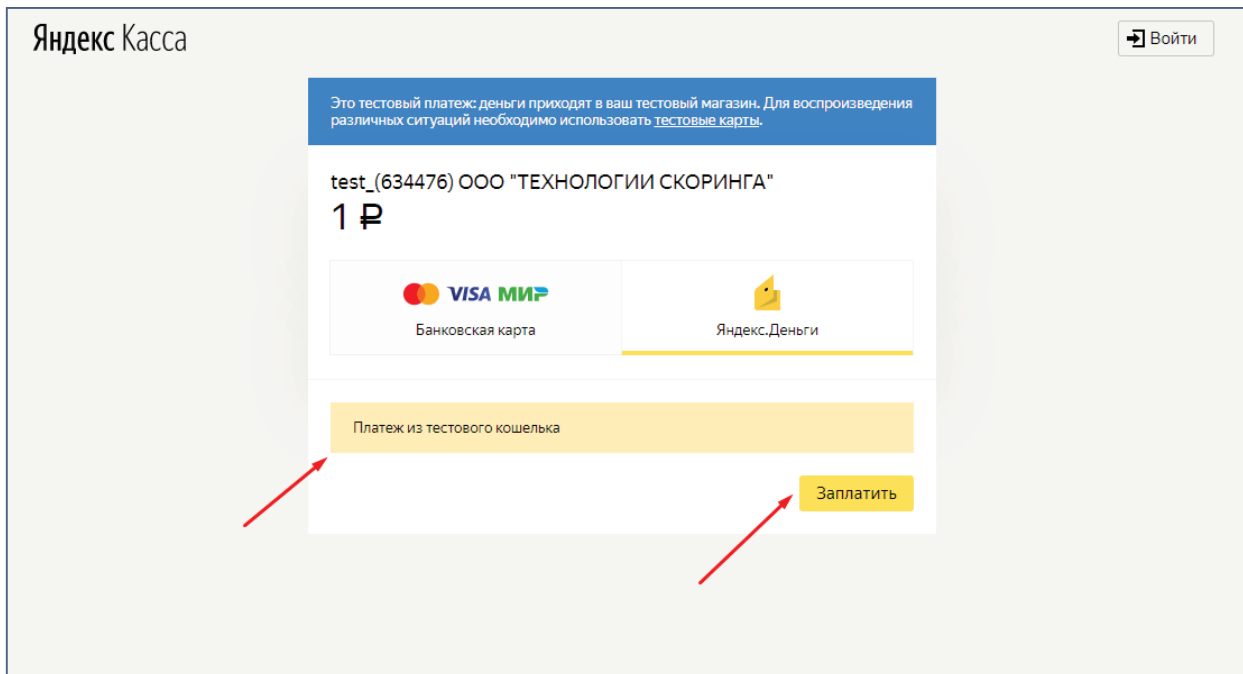 Яндекс Касса
Войти
Это тестовый платеж: деньги приходят в ваш тестовый магазин. Для воспроизведения
различных ситуаций необходимо использовать тестовые карты.
test_(634476) ООО "ТЕХНОЛОГИИ СКОРИНГА"
1 ₽
VISA МИР
Банковская карта
Яндекс.Деньги
Платеж из тестового кошелька
Заплатить